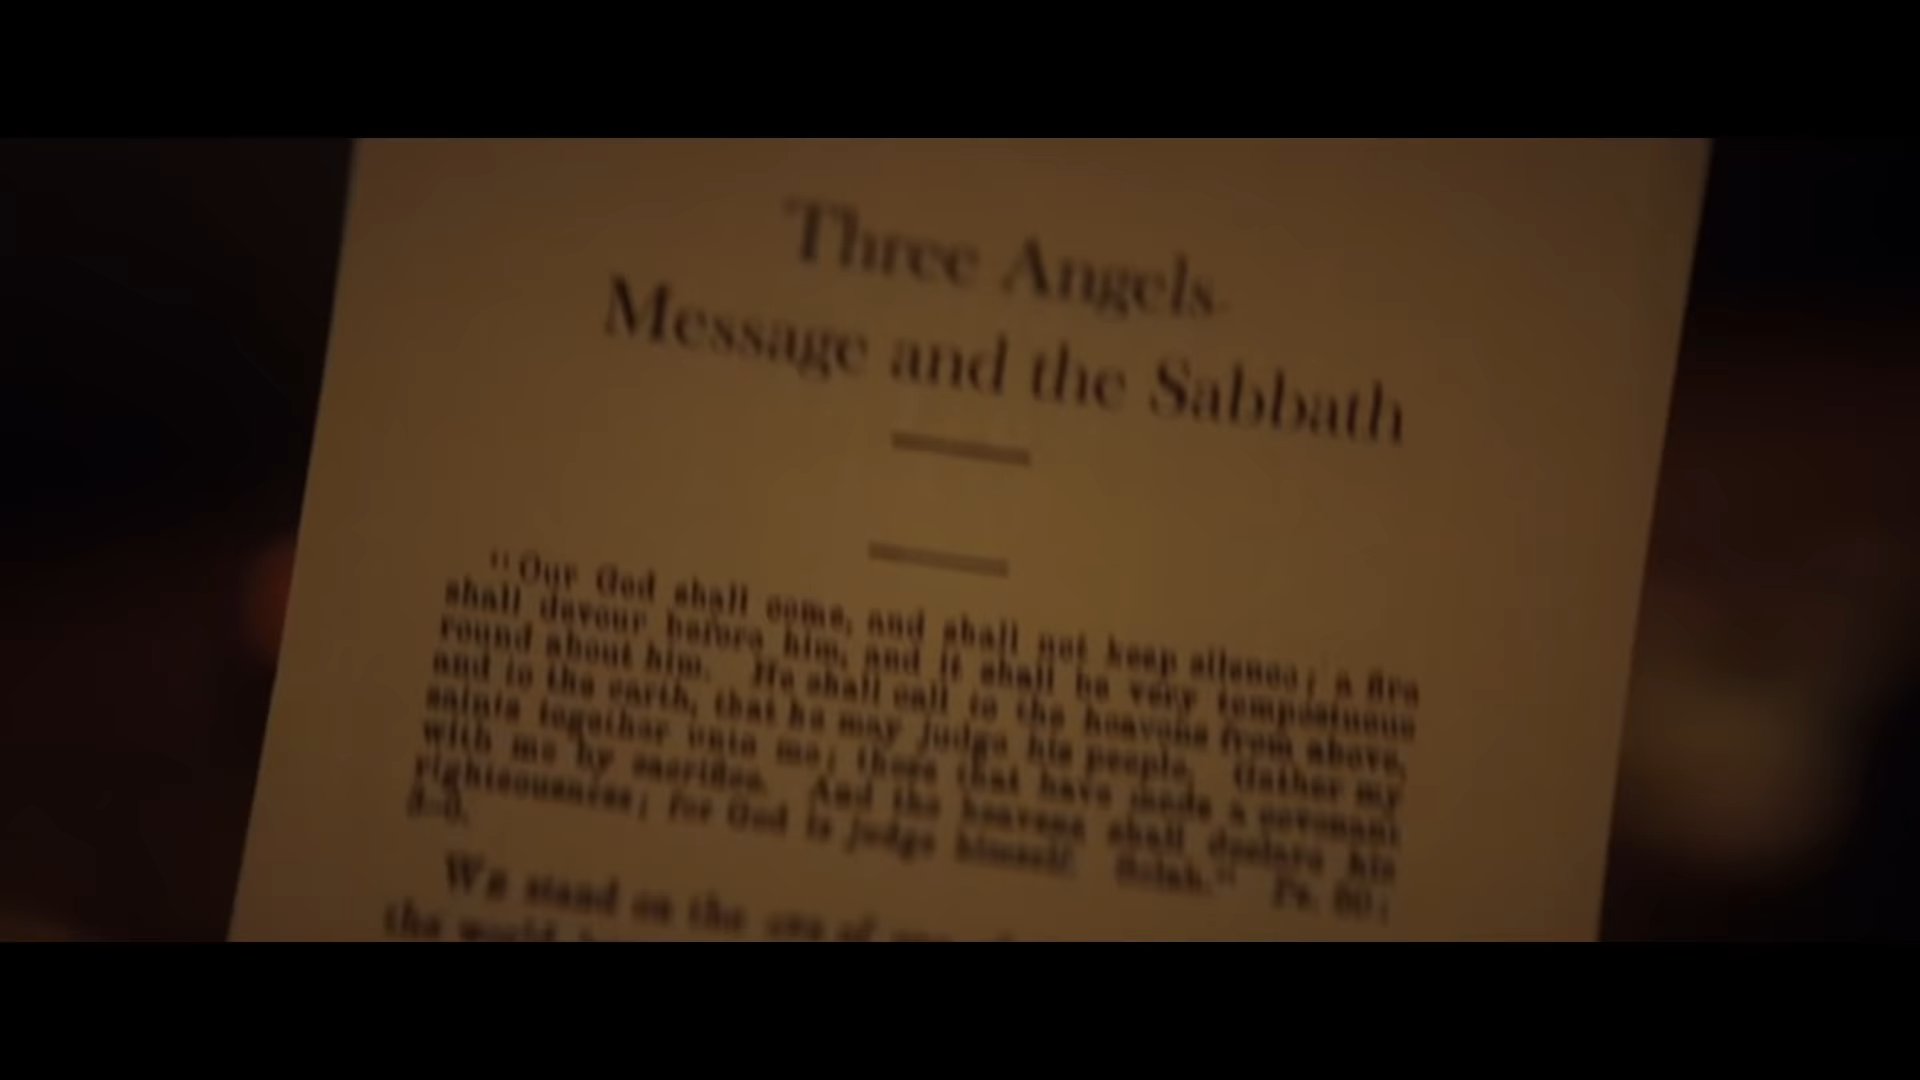 Three Angels
Message and the Sabbath
"Our God shall come, and shall not keep silence; a fire
shall devour before him, and it shall be very tempestuous
round about him. He shall call to the heavens from above,
and to the earth, that he may judge his people. Gather my
saints together unto me; those that have made a covenant
with me by sacrifice. And the heavens shall declare his
righteousness; for God is judge himself. Selah." Ps. 50:
We stand on the eve of
the world